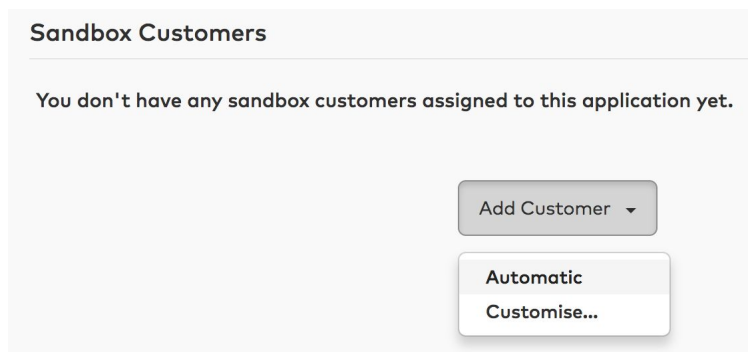 Sandbox Customers
You don't have any sandbox customers assigned to this application yet.
Add Customer
Automatic
Customise...